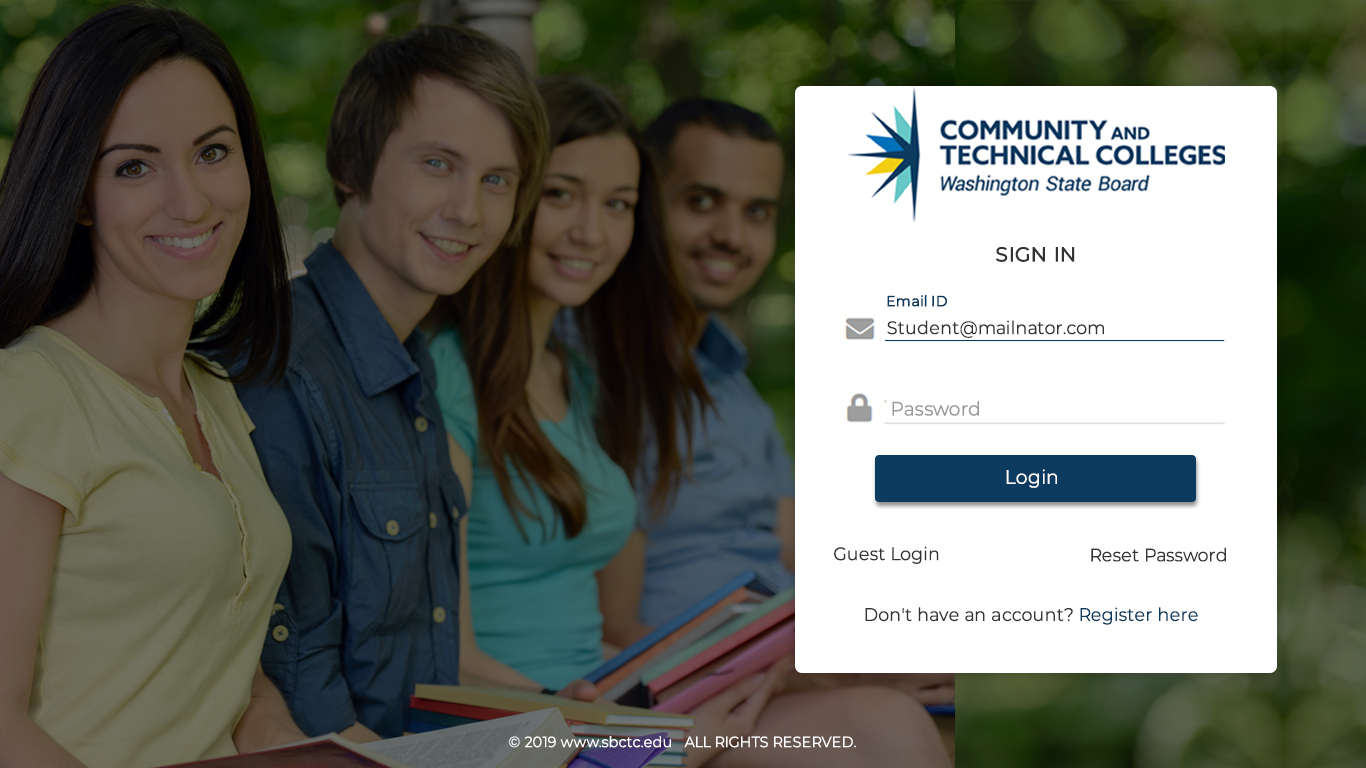 COMMUNITY AND
TECHNICAL COLLEGES
Washington State Board
SIGN IN
Email ID
Student@mailnator.com
Password
Login
Guest Login
Reset Password
Don't have an account? Register here
© 2019 www.sbctc.edu ALL RIGHTS RESERVED.